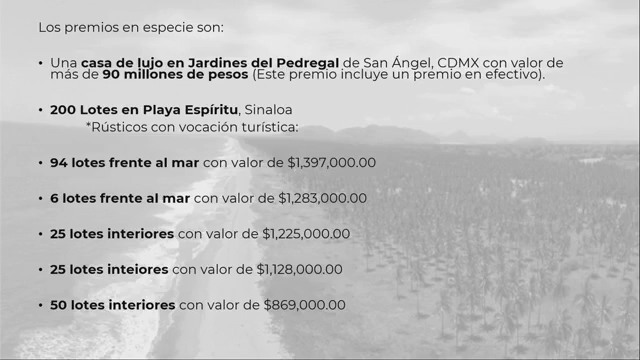 Los premios en especie son:
• Una casa de lujo en Jardines del Pedregal de San Ángel, CDMX con valor de
más de 90 millones de pesos (Este premio incluye un premio en efectivo).
• 200 Lotes en Playa Espíritu, Sinaloa
*Rústicos con vocación turística:
• 94 lotes frente al mar con valor de $1,397,000.00
• 6 lotes frente al mar con valor de $1,283,000.00
• 25 lotes interiores con valor de $1,225,000.00
• 25 lotes inteiores con valor de $1,128,000.00
• 50 lotes interiores con valor de $869,000.00